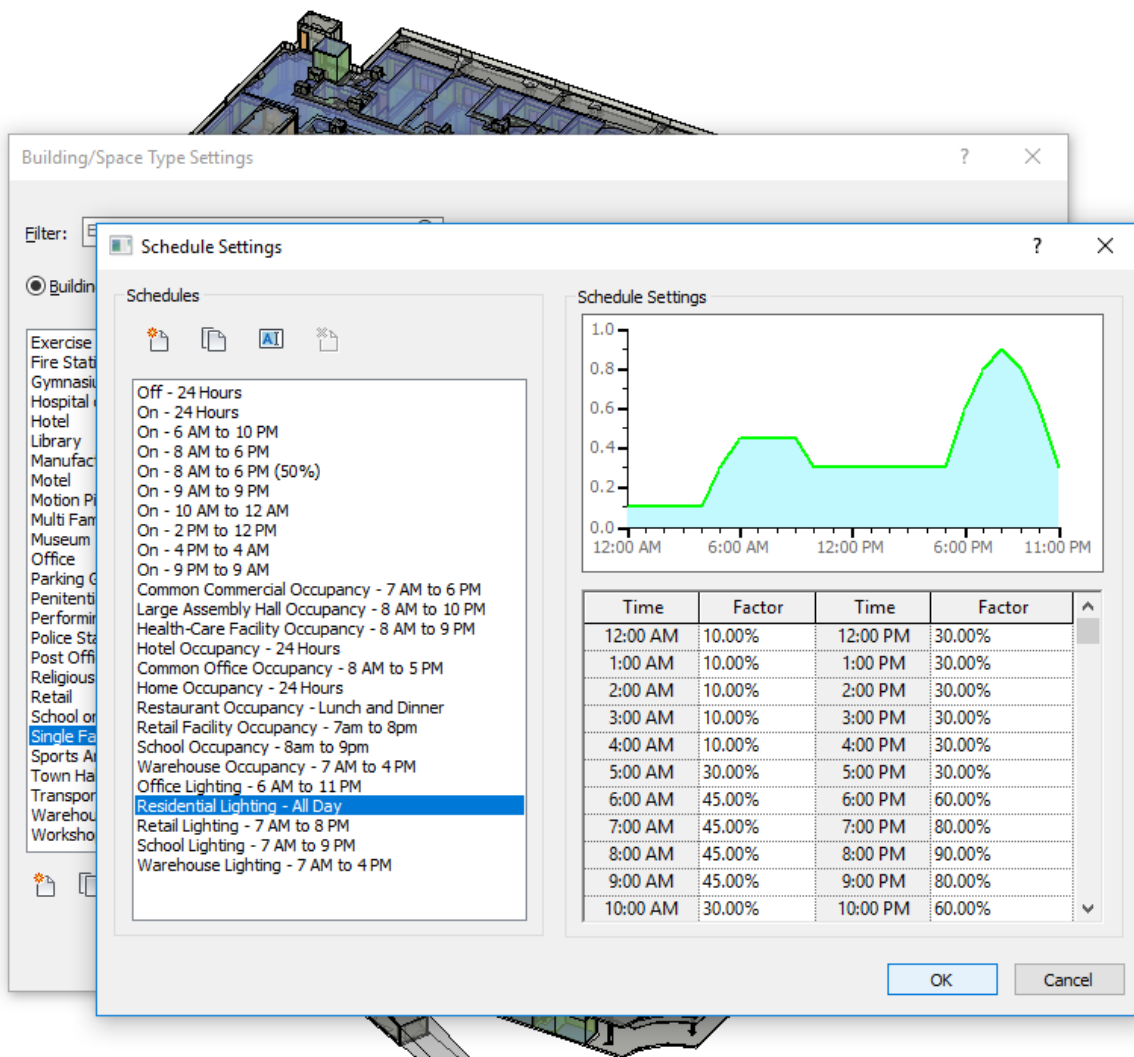 Building/Space Type Settings
?
Filter:
Schedule Settings
?
Schedules
Schedule Settings
Exercise
Hospital
Hotel
Library
Motel
Motion
Museum
Office
Parking
Retail
School
Single
Sports
Town
Off - 24 Hours
On - 24 Hours
On - 6 AM to 10 PM
On - 8 AM to 6 PM
On - 8 AM to 6 PM (50%)
On - 9 AM to 9 PM
On - 10 AM to 12 AM
On - 2 PM to 12 PM
On - 4 PM to 4 AM
On - 9 PM to 9 AM
Common Commercial Occupancy - 7 AM to 6 PM
Large Assembly Hall Occupancy - 8 AM to 10 PM
Health-Care Facility Occupancy - 8 AM to 9 PM
Hotel Occupancy - 24 Hours
Common Office Occupancy - 8 AM to 5 PM
Home Occupancy - 24 Hours
Restaurant Occupancy - Lunch and Dinner
Retail Facility Occupancy - 7am to 8pm
School Occupancy - 8am to 9pm
Warehouse Occupancy - 7 AM to 4 PM
Office Lighting - 6 AM to 11 PM
Residential Lighting - All Day
Retail Lighting - 7 AM to 8 PM
School Lighting - 7 AM to 9 PM
Warehouse Lighting - 7 AM to 4 PM
1.0
0.8
0.6
0.4
0.2
0.0
12:00 AM 6:00 AM 12:00 PM 6:00 PM 11:00 PM
Time Factor Time Factor
12:00 AM 10.00% 12:00 PM 30.00%
1:00 AM 10.00% 1:00 PM 30.00%
2:00 AM 10.00% 2:00 PM 30.00%
3:00 AM 10.00% 3:00 PM 30.00%
4:00 AM 10.00% 4:00 PM 30.00%
5:00 AM 30.00% 5:00 PM 30.00%
6:00 AM 45.00% 6:00 PM 60.00%
7:00 AM 45.00% 7:00 PM 80.00%
8:00 AM 45.00% 8:00 PM 90.00%
9:00 AM 45.00% 9:00 PM 80.00%
10:00 AM 30.00% 10:00 PM 60.00%
OK Cancel